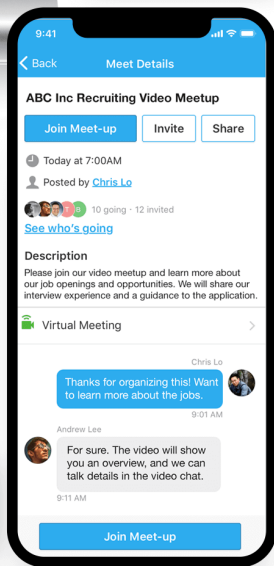 9:41
Back
Meet Details
ABC Inc Recruiting Video Meetup
Join Meet-up
Invite
Share
Today at 7:00AM
Posted by Chris Lo
T
B
10 going · 12 invited
See who's going
Description
Please join our video meetup and learn more about
our job openings and opportunities. We will share our
interview experience and a guidance to the application.
Virtual Meeting
Chris Lo
Thanks for organizing this! Want
to learn more about the jobs.
9:01 AM
Andrew Lee
For sure. The video will show
you an overview, and we can
talk details in the video chat.
9:11 AM
Join Meet-up